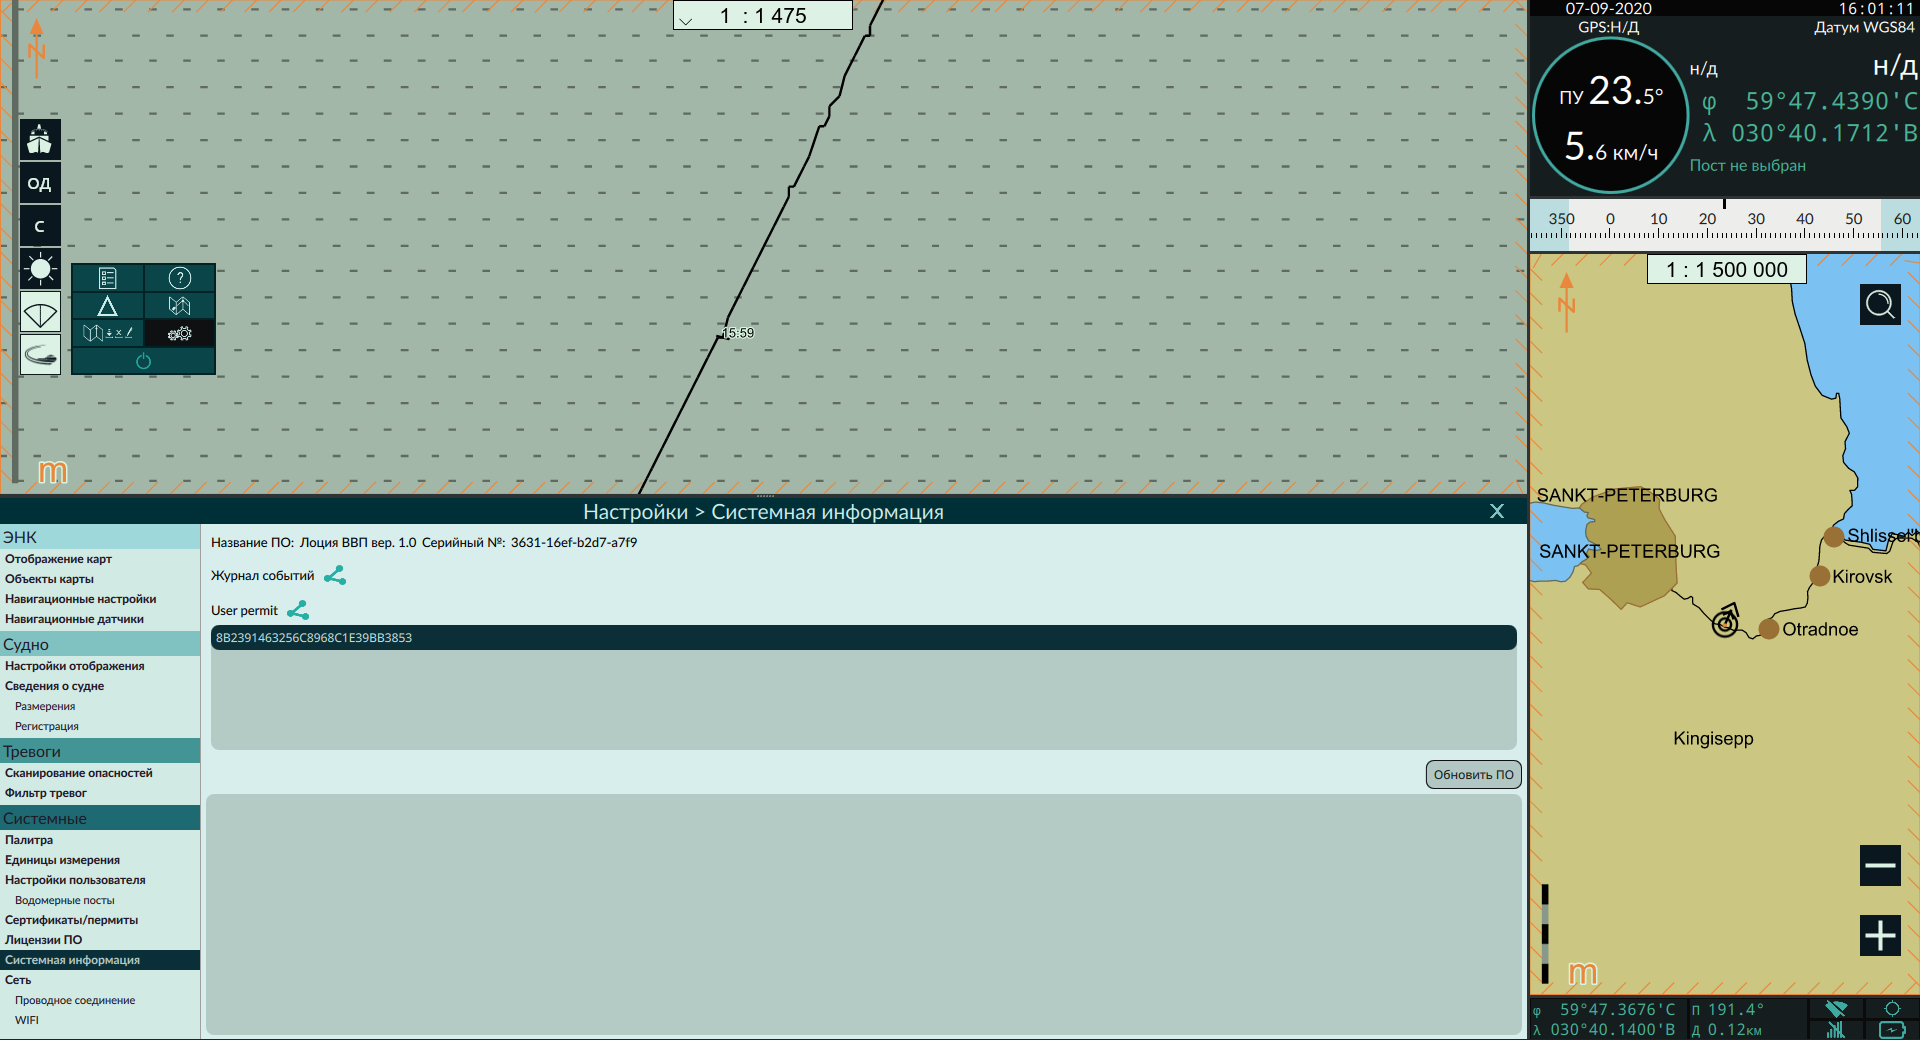 1 : 1 475
N
ОД
С
15:59
m
07-09-2020
16:01:11
GPS:Н/Д
Датум WGS84
ПУ 23.5°
5.6 км/ч
н/д
н/д
φ 59°47.4390'С
λ 030°40.1712'В
Пост не выбран
350 0 10 20 30 40 50 60
1 : 1 500 000
N
SANKT-PETERBURG
SANKT-PETERBURG
Kirovsk
Otradnoe
Kingisepp
m
φ 59°47.3676'С
λ 030°40.1400'В
П 191.4°
Д 0.12км
Настройки > Системная информация
X
ЭНК
Отображение карт
Объекты карты
Навигационные настройки
Навигационные датчики
Судно
Настройки отображения
Сведения о судне
Размерения
Регистрация
Тревоги
Сканирование опасностей
Фильтр тревог
Системные
Палитра
Единицы измерения
Настройки пользователя
Водомерные посты
Сертификаты/пермиты
Лицензии ПО
Системная информация
Сеть
Проводное соединение
WIFI
Название ПО: Лоция ВВП вер. 1.0 Серийный №: 3631-16ef-b2d7-a7f9
Журнал событий
User permit
8B2391463256C8968C1E39BB3853
Обновить ПО